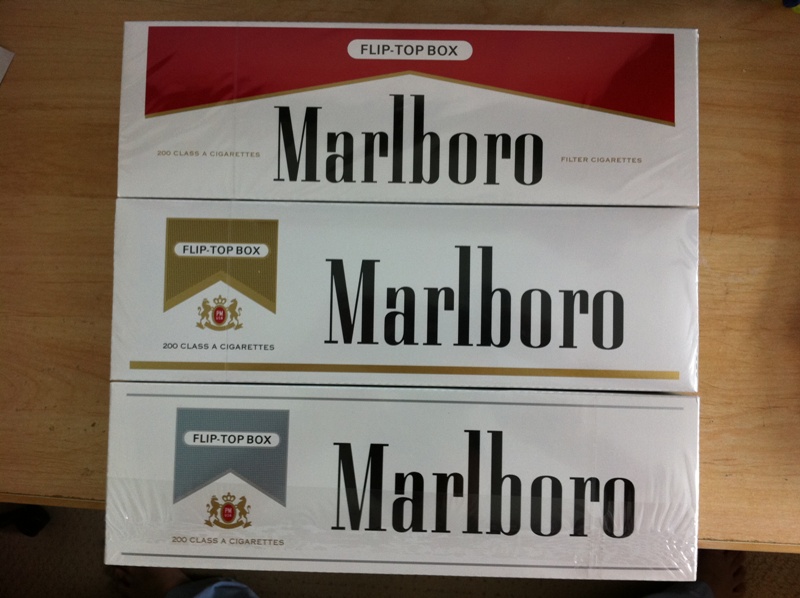 FLIP-TOP BOX
Marlboro
200 CLASS A CIGARETTES
FILTER CIGARETTES
FLIP-TOP BOX
Marlboro
200 CLASS A CIGARETTES
FLIP-TOP BOX
Marlboro
200 CLASS A CIGARETTES